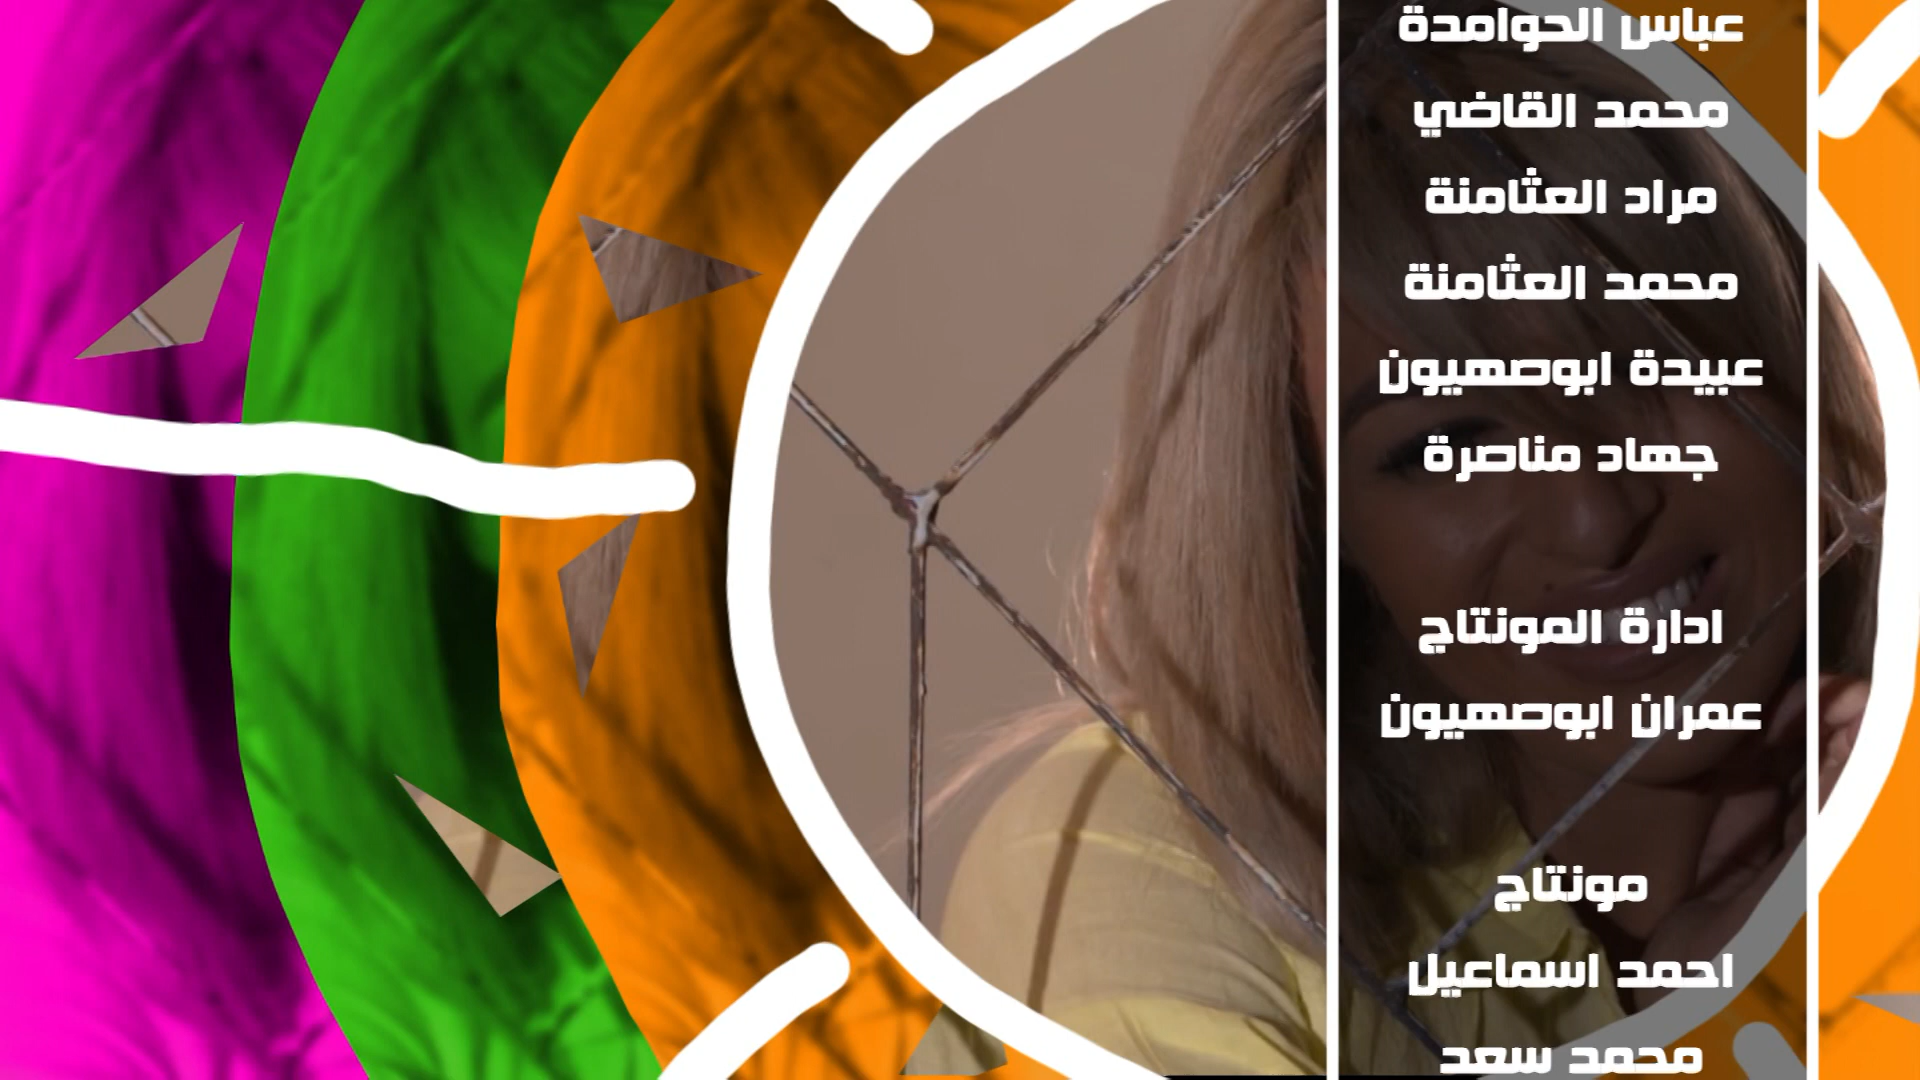 عباس الحوامدة
محمد القاضي
مراد العثامنة
محمد العثامنة
عبيدة ابوصهيون
جهاد مناصرة
ادارة المونتاج
عمران ابوصهيون
مونتاج
احمد اسماعيل
محمد سعد